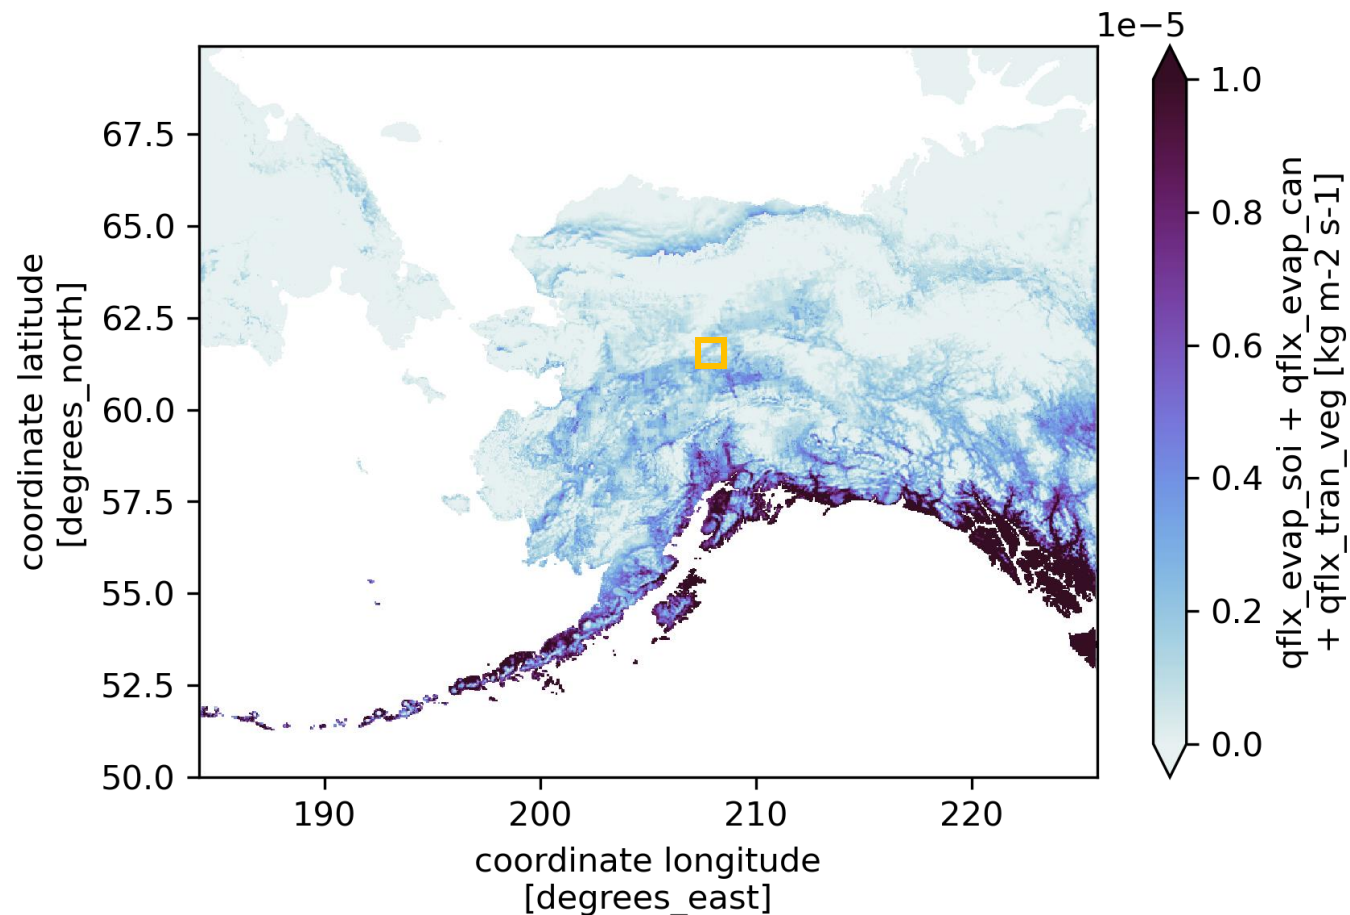 1e−5
67.5
65.0
62.5
60.0
57.5
55.0
52.5
50.0
coordinate latitude
[degrees_north]
190
200
210
220
coordinate longitude
[degrees_east]
1.0
0.8
0.6
0.4
0.2
0.0
qflx_evap_soi + qflx_evap_can
+ qflx_tran_veg [kg m-2 s-1]